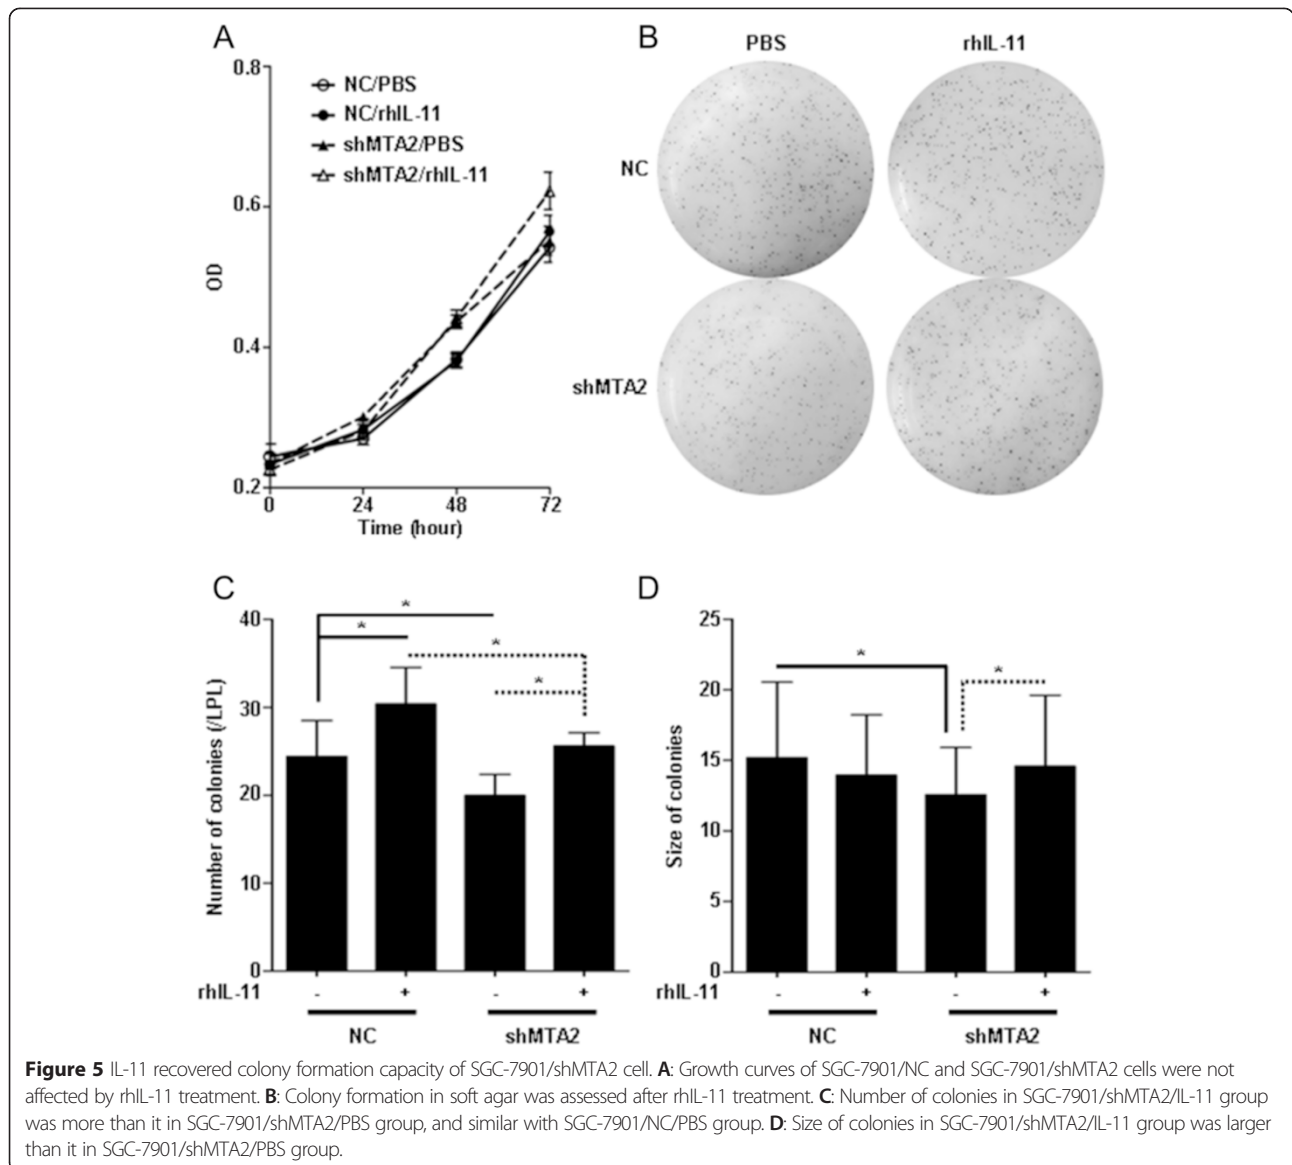 A
0.8
0.6
0.4
0.2
OD
0
24
48
72
Time (hour)
NC/PBS
NC/rhIL-11
shMTA2/PBS
shMTA2/rhIL-11
B
PBS
rhIL-11
NC
shMTA2
C
40
30
20
10
0
Number of colonies (/LPL)
*
*
*
*
rhIL-11
- + - +
NC
shMTA2
D
25
20
15
10
5
0
Size of colonies
*
*
rhIL-11
- + - +
NC
shMTA2
Figure 5 IL-11 recovered colony formation capacity of SGC-7901/shMTA2 cell. A: Growth curves of SGC-7901/NC and SGC-7901/shMTA2 cells were not
affected by rhIL-11 treatment. B: Colony formation in soft agar was assessed after rhIL-11 treatment. C: Number of colonies in SGC-7901/shMTA2/IL-11 group
was more than it in SGC-7901/shMTA2/PBS group, and similar with SGC-7901/NC/PBS group. D: Size of colonies in SGC-7901/shMTA2/IL-11 group was larger
than it in SGC-7901/shMTA2/PBS group.